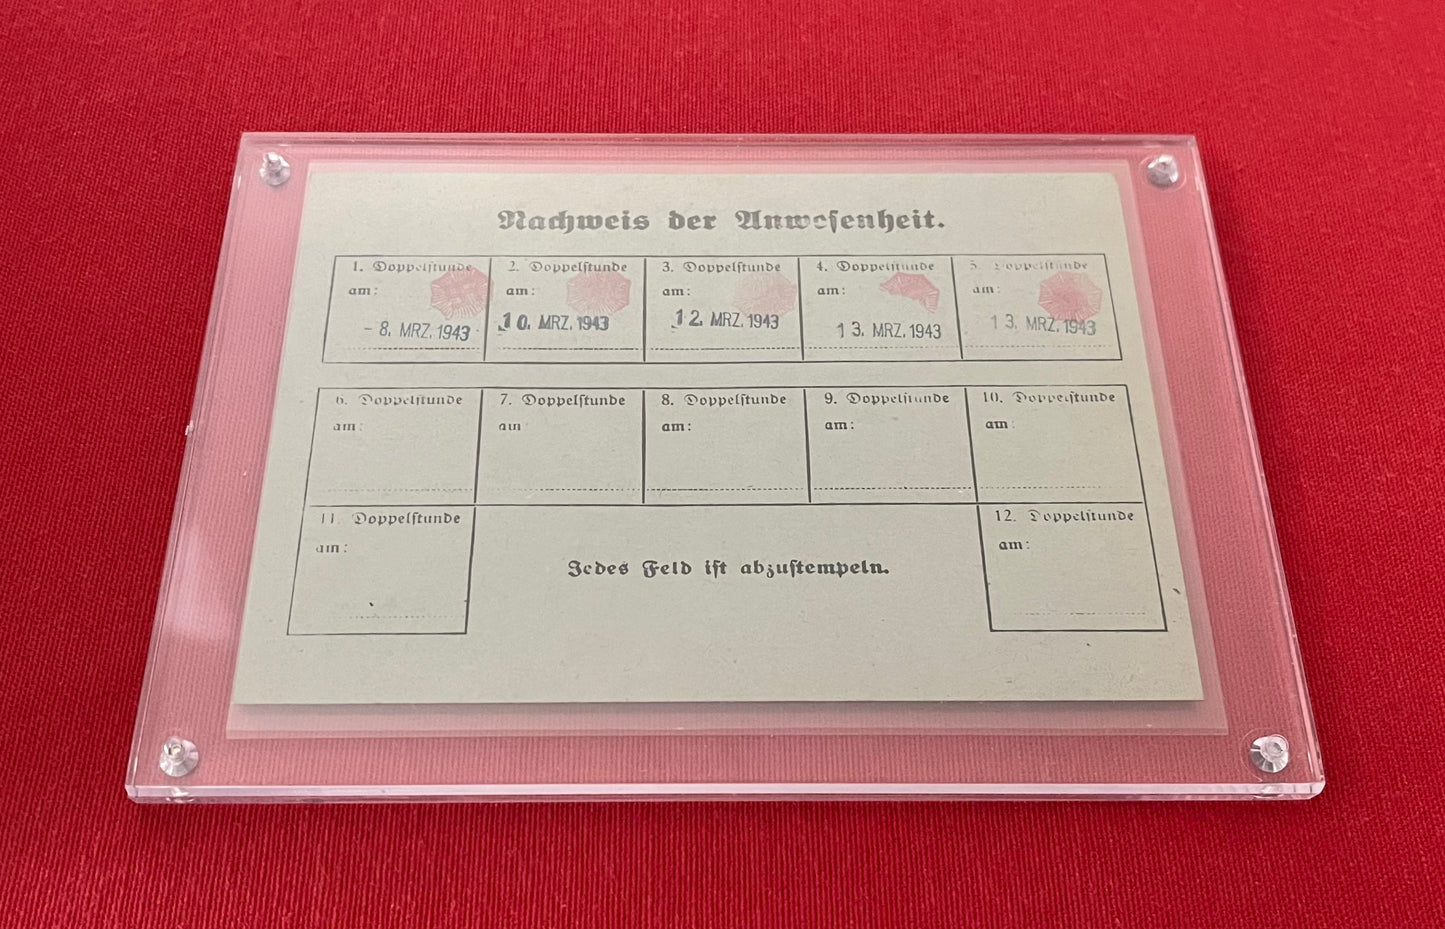 Nachweis der Anwesenheit.
1. Doppelſtunde
am:
- 8. MRZ. 1943
2. Doppelſtunde
am:
10. MRZ. 1943
3. Doppelſtunde
am:
12. MRZ. 1943
4. Doppelſtunde
am:
13. MRZ. 1943
5. Doppelſtunde
am:
13. MRZ. 1943
6. Doppelſtunde
am:
7. Doppelſtunde
am
8. Doppelſtunde
am:
9. Doppelſtunde
am:
10. Doppelſtunde
am:
11. Doppelſtunde
am:
Jedes Feld iſt abzuſtempeln.
12. Doppelſtunde
am: